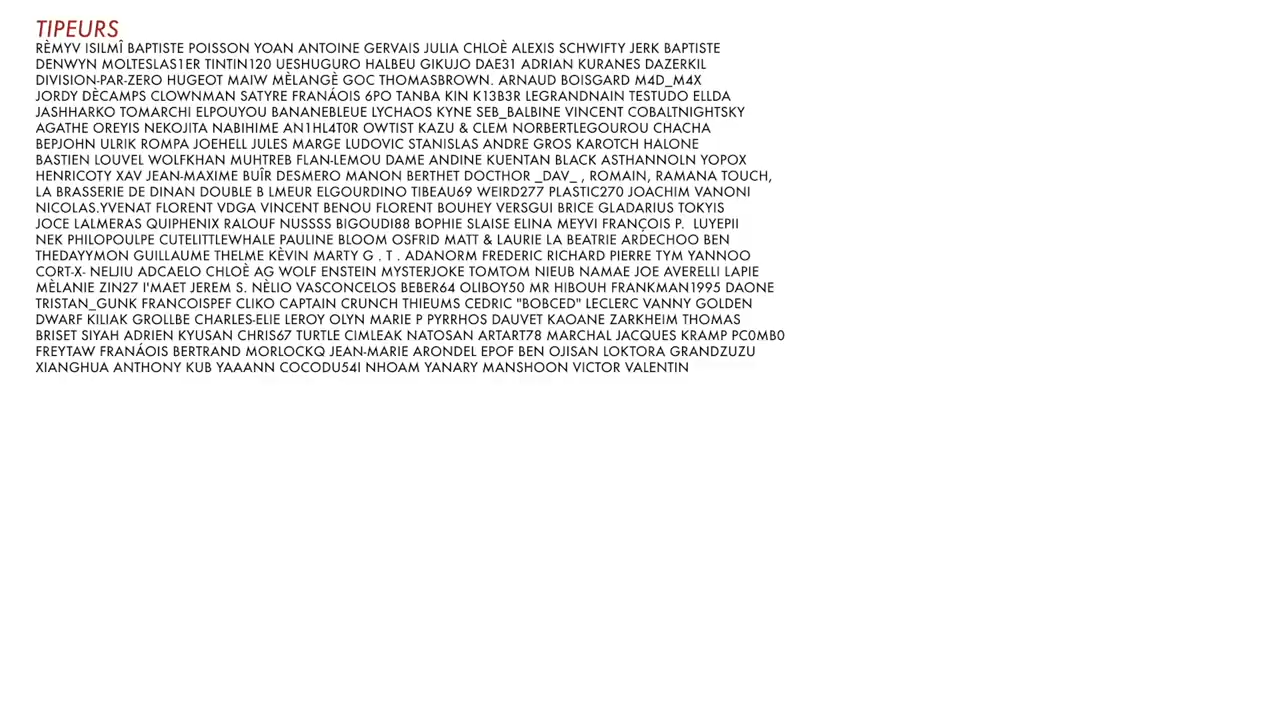 TIPEURS
RÈMYV ISILMÎ BAPTISTE POISSON YOAN ANTOINE GERVAIS JULIA CHLOÈ ALEXIS SCHWIFTY JERK BAPTISTE
DENWYN MOLTESLAS1ER TINTIN120 UESHUGURO HALBEU GIKUJO DAE31 ADRIAN KURANES DAZERKIL
DIVISION-PAR-ZERO HUGEOT MAIW MÈLANGÈ GOC THOMASBROWN. ARNAUD BOISGARD M4D_M4X
JORDY DÈCAMPS CLOWNMAN SATYRE FRANÁOIS 6PO TANBA KIN K13B3R LEGRANDNAIN TESTUDO ELLDA
JASHHARKO TOMARCHI ELPOUYOU BANANEBLEUE LYCHAOS KYNE SEB_BALBINE VINCENT COBALTNIGHTSKY
AGATHE OREYIS NEKOJITA NABIHIME AN1HL4T0R OWTIST KAZU & CLEM NORBERTLEGOUROU CHACHA
BEPJOHN ULRIK ROMPA JOEHELL JULES MARGE LUDOVIC STANISLAS ANDRE GROS KAROTCH HALONE
BASTIEN LOUVEL WOLFKHAN MUHTREB FLAN-LEMOU DAME ANDINE KUENTAN BLACK ASTHANNOLN YOPOX
HENRICOTY XAV JEAN-MAXIME BUÎR DESMERO MANON BERTHET DOCTHOR _DAV_ , ROMAIN, RAMANA TOUCH,
LA BRASSERIE DE DINAN DOUBLE B LMEUR ELGOURDINO TIBEAU69 WEIRD277 PLASTIC270 JOACHIM VANONI
NICOLAS.YVENAT FLORENT VDGA VINCENT BENOU FLORENT BOUHEY VERSGUI BRICE GLADARIUS TOKYIS
JOCE LALMERAS QUIPHENIX RALOUF NUSSSS BIGOUDI88 BOPHIE SLAISE ELINA MEYVI FRANÇOIS P.  LUYEPII
NEK PHILOPOULPE CUTELITTLEWHALE PAULINE BLOOM OSFRID MATT & LAURIE LA BEATRIE ARDECHOO BEN
THEDAYYMON GUILLAUME THELME KÈVIN MARTY G . T . ADANORM FREDERIC RICHARD PIERRE TYM YANNOO
CORT-X- NELJIU ADCAELO CHLOÈ AG WOLF ENSTEIN MYSTERJOKE TOMTOM NIEUB NAMAE JOE AVERELLI LAPIE
MÈLANIE ZIN27 I'MAET JEREM S. NÈLIO VASCONCELOS BEBER64 OLIBOY50 MR HIBOUH FRANKMAN1995 DAONE
TRISTAN_GUNK FRANCOISPEF CLIKO CAPTAIN CRUNCH THIEUMS CEDRIC "BOBCED" LECLERC VANNY GOLDEN
DWARF KILIAK GROLLBE CHARLES-ELIE LEROY OLYN MARIE P PYRRHOS DAUVET KAOANE ZARKHEIM THOMAS
BRISET SIYAH ADRIEN KYUSAN CHRIS67 TURTLE CIMLEAK NATOSAN ARTART78 MARCHAL JACQUES KRAMP PC0MB0
FREYTAW FRANÁOIS BERTRAND MORLOCKQ JEAN-MARIE ARONDEL EPOF BEN OJISAN LOKTORA GRANDZUZU
XIANGHUA ANTHONY KUB YAAANN COCODU54I NHOAM YANARY MANSHOON VICTOR VALENTIN